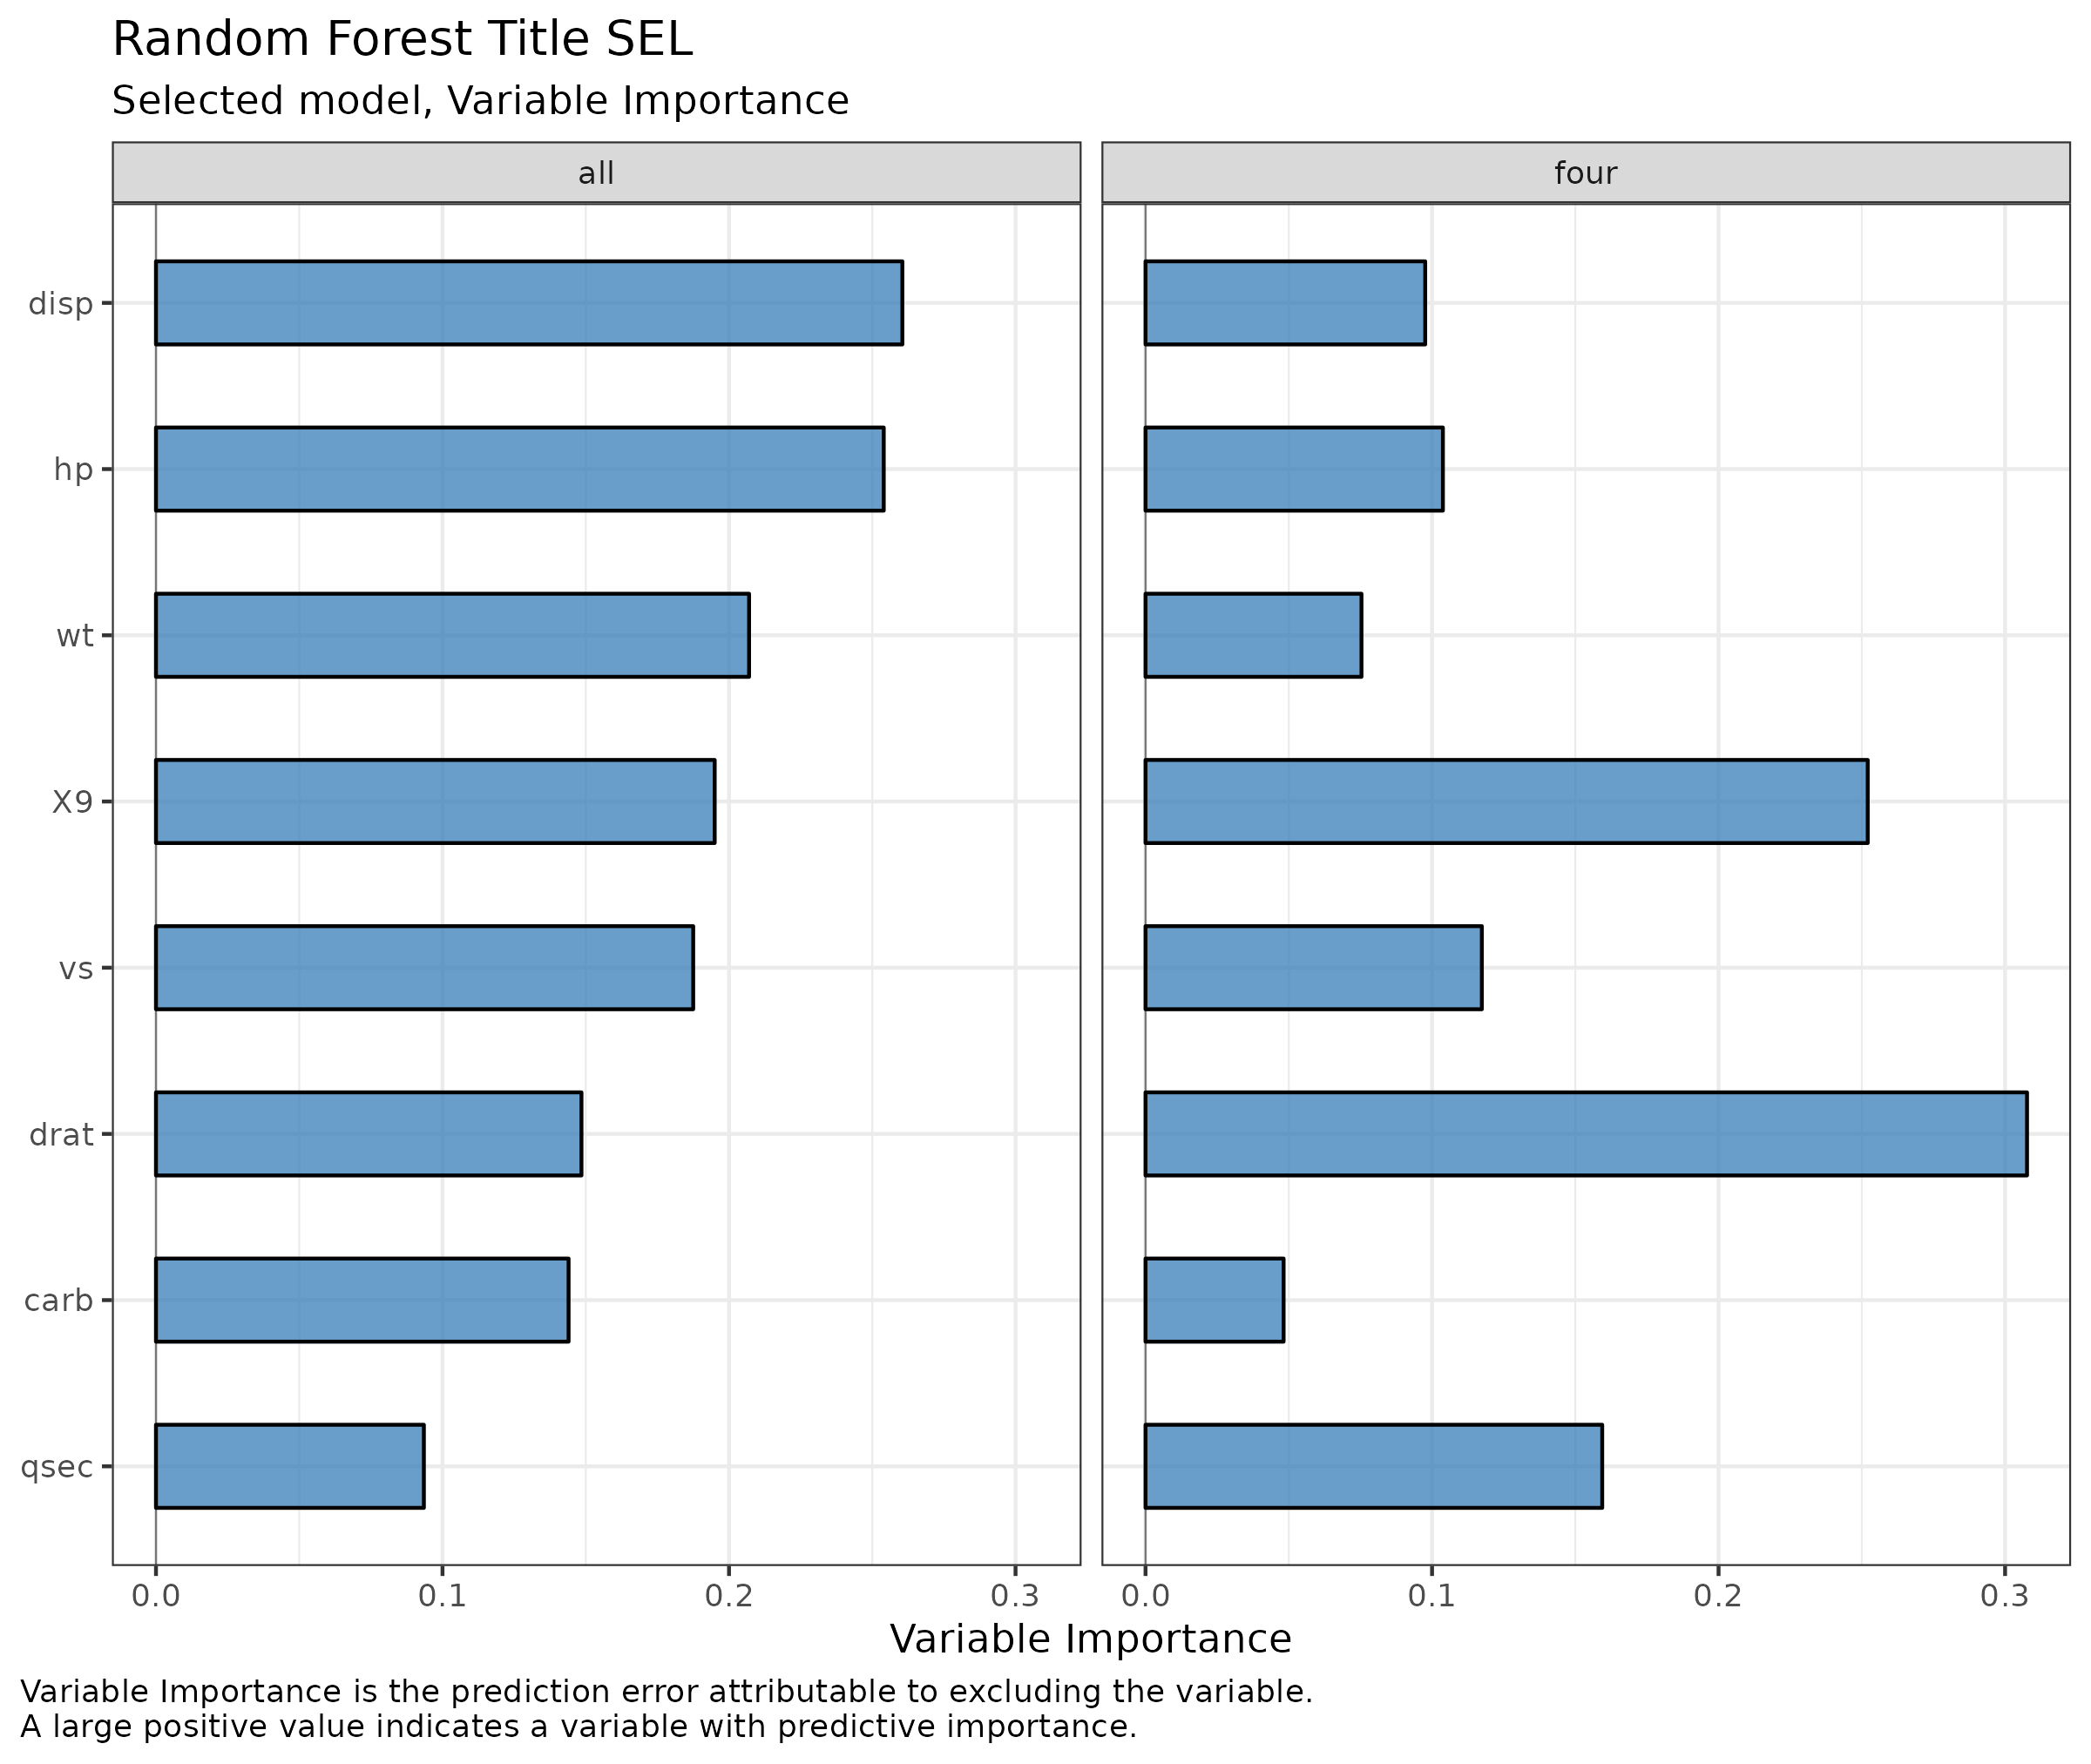 Random Forest Title SEL
Selected model, Variable Importance
all
four
disp
hp
wt
X9
vs
drat
carb
qsec
0.0 0.1 0.2 0.3 0.0 0.1 0.2 0.3
Variable Importance
Variable Importance is the prediction error attributable to excluding the variable.
A large positive value indicates a variable with predictive importance.